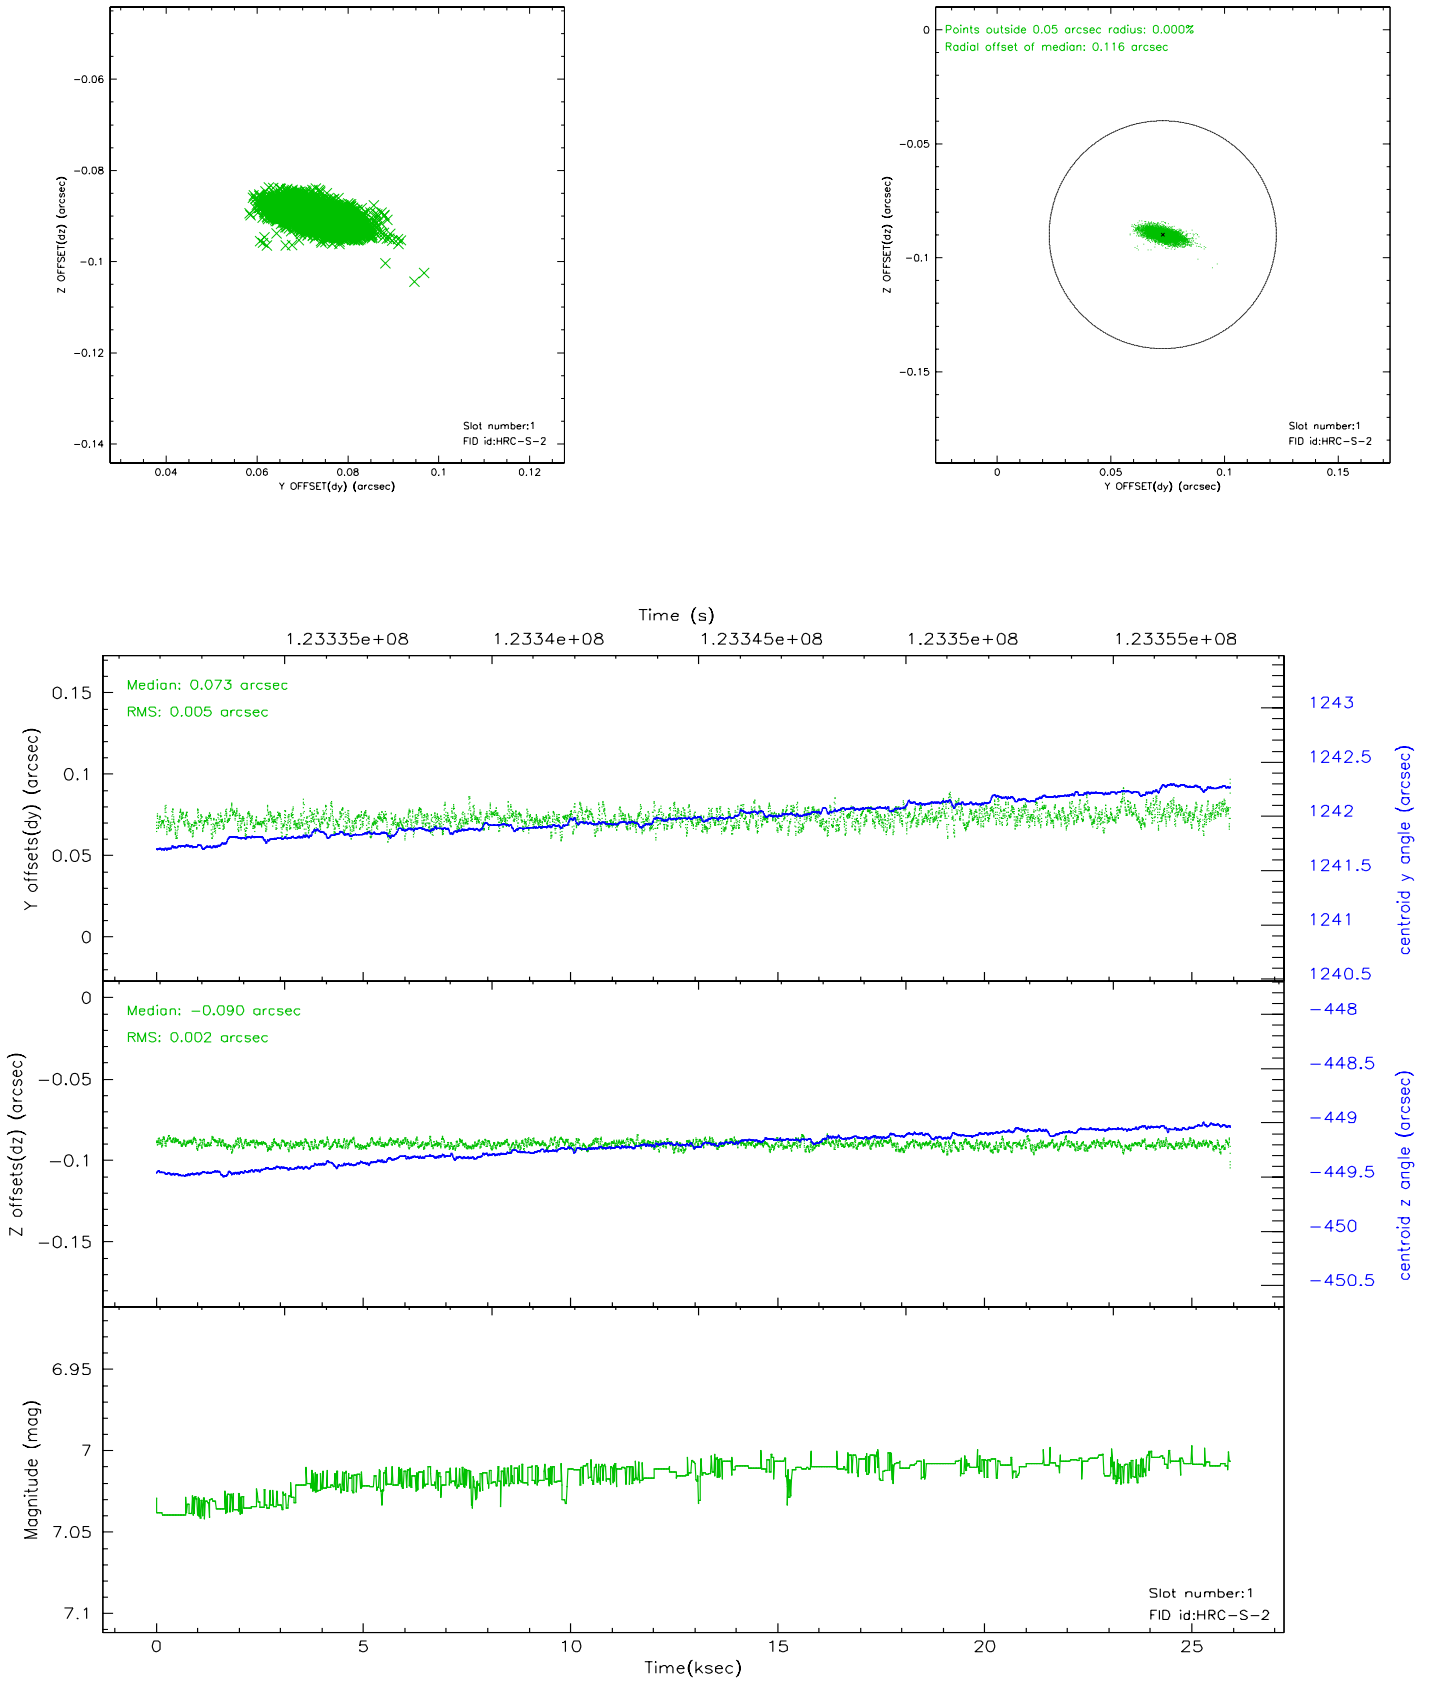 -0.06
-0.08
-0.1
-0.12
-0.14
Z OFFSET(dz) (arcsec)
0.04 0.06 0.08 0.1 0.12
Y OFFSET(dy) (arcsec)
Slot number:1
FID id:HRC-S-2
Points outside 0.05 arcsec radius: 0.000%
Radial offset of median: 0.116 arcsec
0
-0.05
-0.1
-0.15
Z OFFSET(dz) (arcsec)
0 0.05 0.1 0.15
Y OFFSET(dy) (arcsec)
Slot number:1
FID id:HRC-S-2
Time (s)
1.23335e+08 1.2334e+08 1.23345e+08 1.2335e+08 1.23355e+08
Median: 0.073 arcsec
RMS: 0.005 arcsec
0.15
0.1
0.05
0
Y offsets(dy) (arcsec)
1243
1242.5
1242
1241.5
1241
1240.5
centroid y angle (arcsec)
Median: -0.090 arcsec
RMS: 0.002 arcsec
0
-0.05
-0.1
-0.15
Z offsets(dz) (arcsec)
-448
-448.5
-449
-449.5
-450
-450.5
centroid z angle (arcsec)
6.95
7
7.05
7.1
Magnitude (mag)
Slot number:1
FID id:HRC-S-2
0 5 10 15 20 25
Time(ksec)